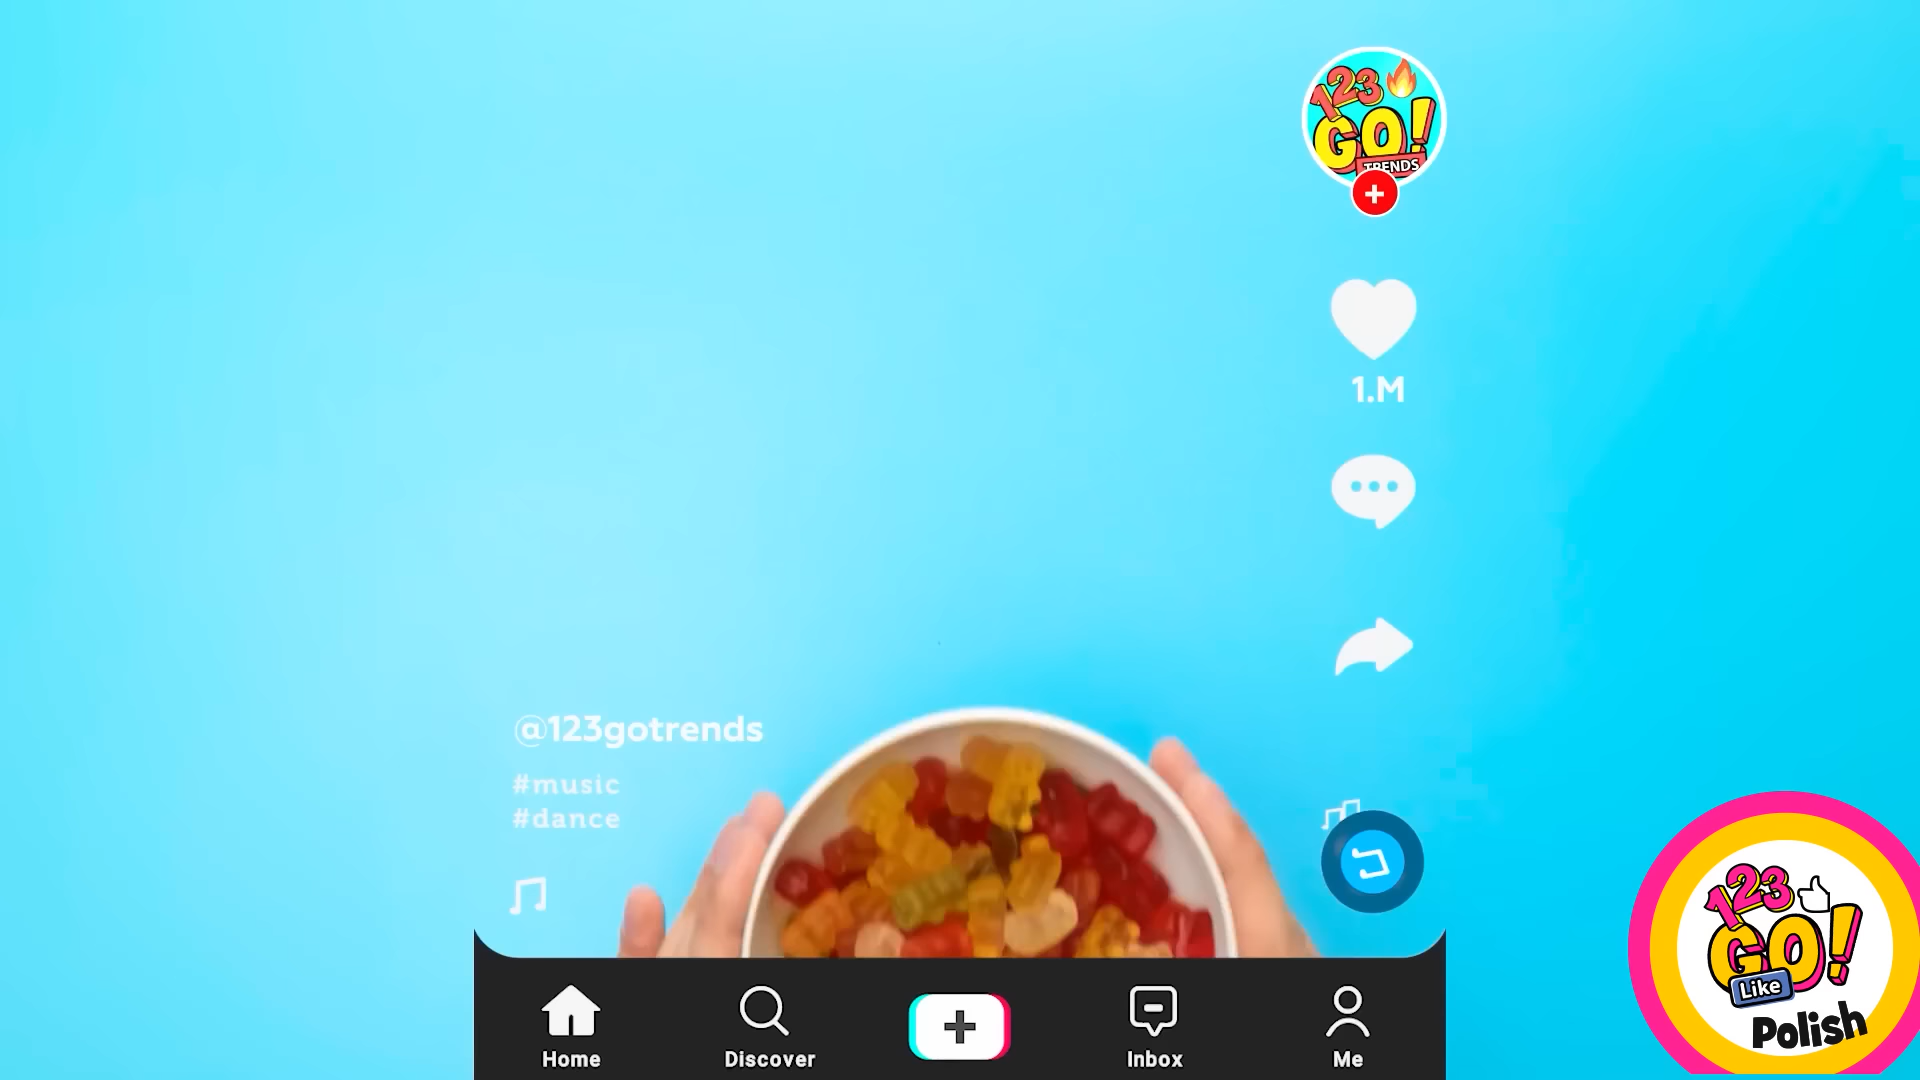 123
GO!
TRENDS
1.M
@123gotrends
#music
#dance
Home
Discover
Inbox
Me
123
GO!
Like
Polish